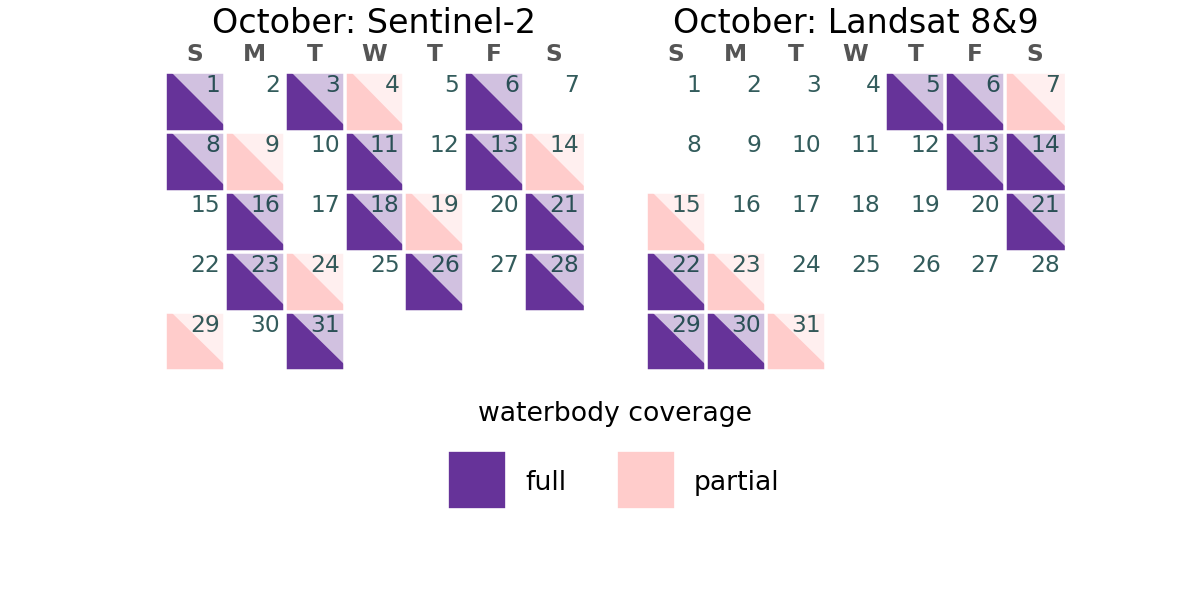 October: Sentinel-2
S M T W T F S
1 2 3 4 5 6 7
8 9 10 11 12 13 14
15 16 17 18 19 20 21
22 23 24 25 26 27 28
29 30 31
October: Landsat 8&9
S M T W T F S
1 2 3 4 5 6 7
8 9 10 11 12 13 14
15 16 17 18 19 20 21
22 23 24 25 26 27 28
29 30 31
waterbody coverage
full partial